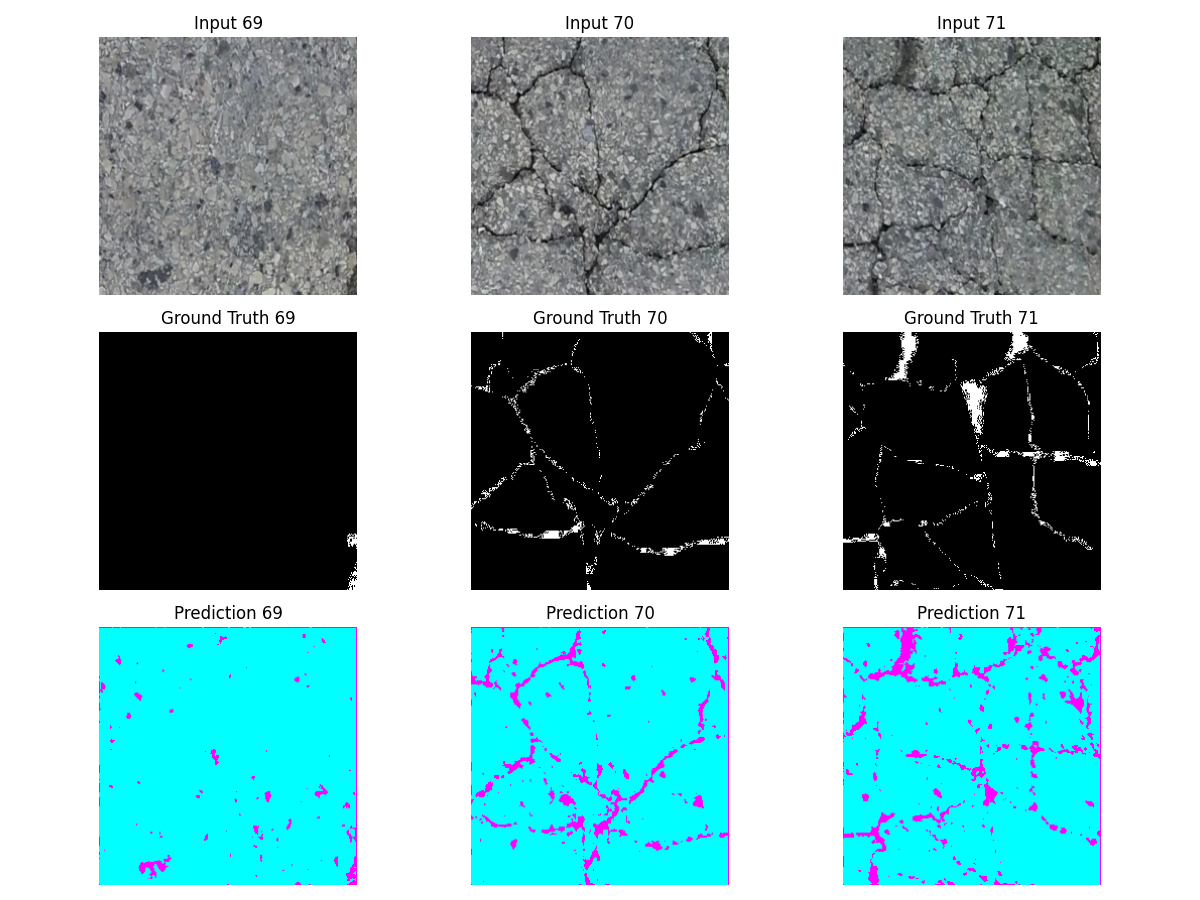 Input 69
Input 70
Input 71
Ground Truth 69
Ground Truth 70
Ground Truth 71
Prediction 69
Prediction 70
Prediction 71